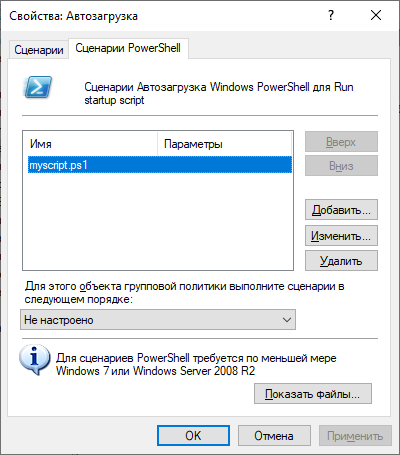 Свойства: Автозагрузка
Сценарии
Сценарии PowerShell
Сценарии Автозагрузка Windows PowerShell для Run
startup script
Имя
Параметры
myscript.ps1
Вверх
Вниз
Добавить...
Изменить...
Удалить
Для этого объекта групповой политики выполните сценарии в
следующем порядке:
Не настроено
Для сценариев PowerShell требуется по меньшей мере
Windows 7 или Windows Server 2008 R2
Показать файлы...
OK
Отмена
Применить